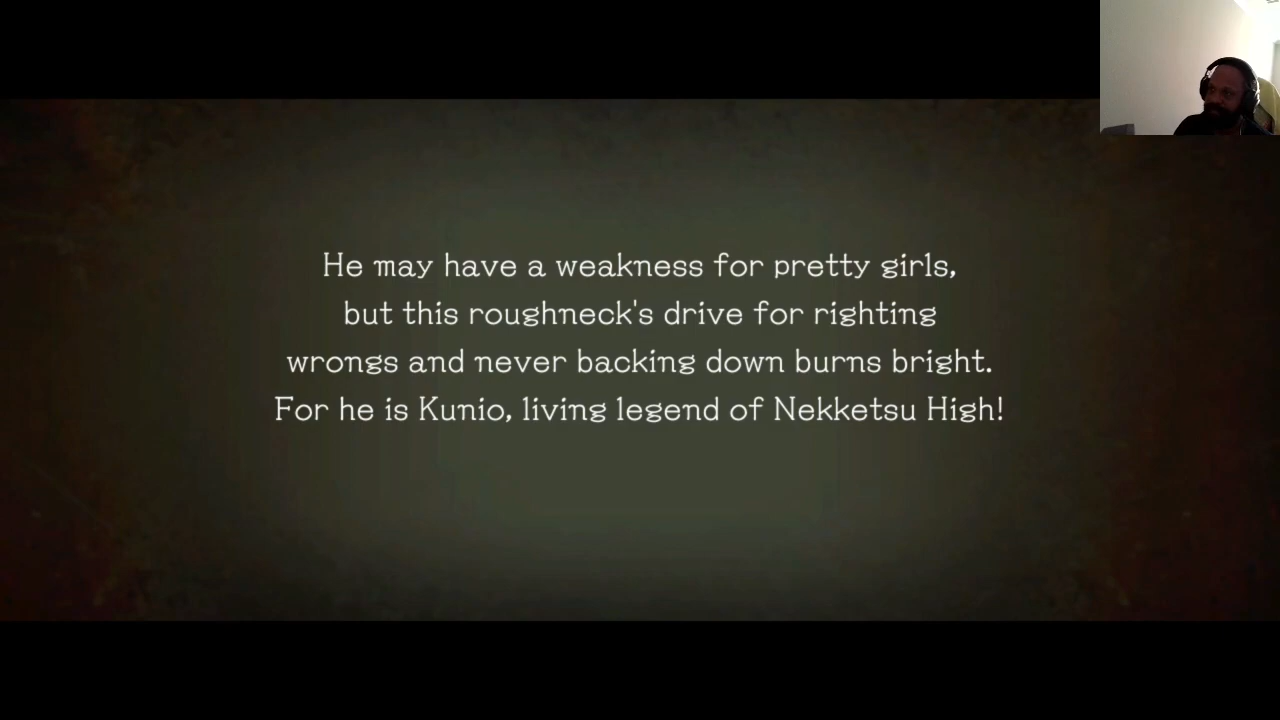 He may have a weakness for pretty girls,
but this roughneck's drive for righting
wrongs and never backing down burns bright.
For he is Kunio, living legend of Nekketsu High!